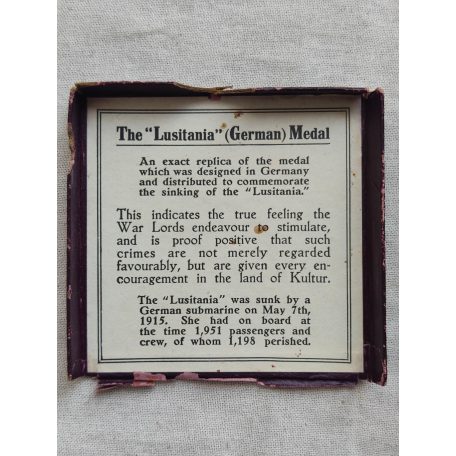 The "Lusitania" (German) Medal
An exact replica of the medal
which was designed in Germany
and distributed to commemorate
the sinking of the "Lusitania."
This indicates the true feeling the
War Lords endeavour to stimulate,
and is proof positive that such
crimes are not merely regarded
favourably, but are given every en-
couragement in the land of Kultur.
The "Lusitania" was sunk by a
German submarine on May 7th,
1915. She had on board at
the time 1,951 passengers and
crew, of whom 1,198 perished.